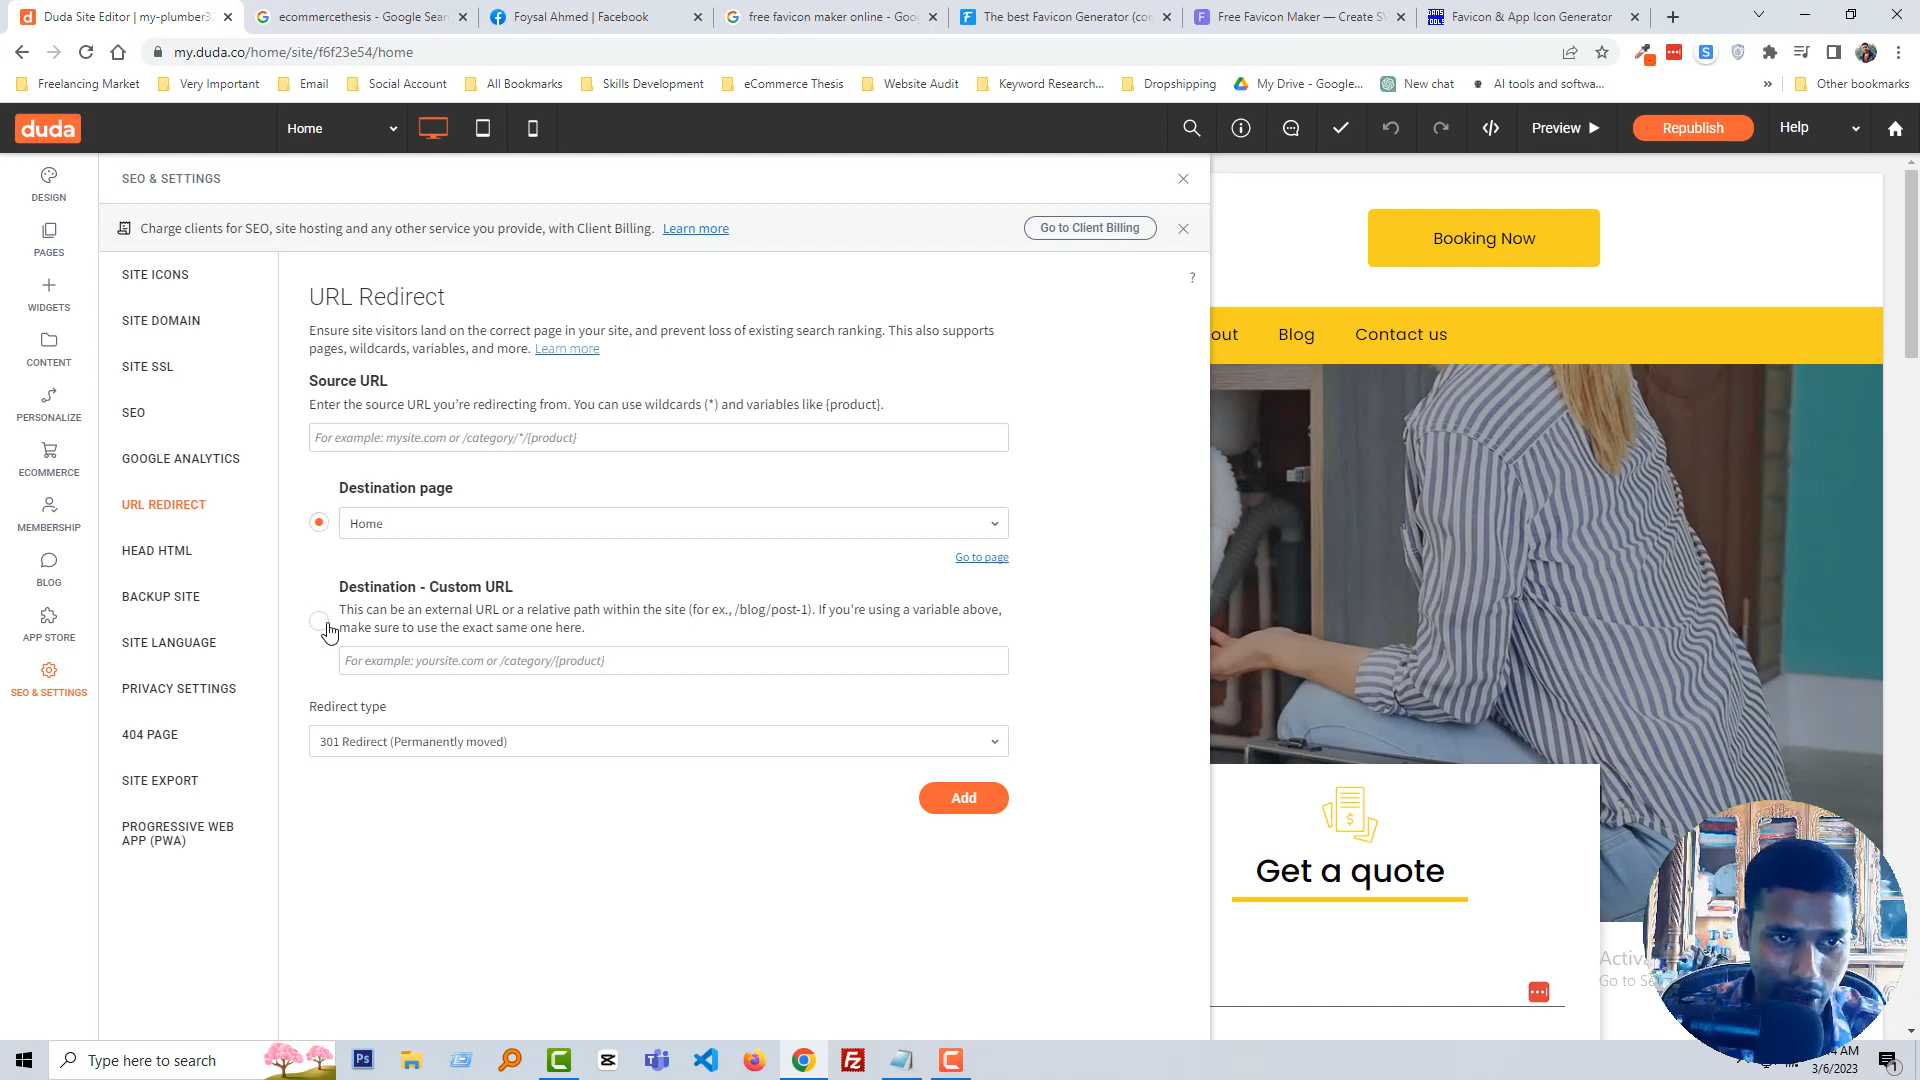 Duda Site Editor | my-plumber32
ecommercethesis - Google Sear
Foysal Ahmed | Facebook
free favicon maker online - Goo
The best Favicon Generator (co
Free Favicon Maker — Create SV
Favicon & App Icon Generator
my.duda.co/home/site/f6f23e54/home
Freelancing Market
Very Important
Email
Social Account
All Bookmarks
Skills Development
eCommerce Thesis
Website Audit
Keyword Research...
Dropshipping
My Drive - Google...
New chat
AI tools and softwa...
Other bookmarks
duda
Home
Preview
Republish
Help
DESIGN
PAGES
WIDGETS
CONTENT
PERSONALIZE
ECOMMERCE
MEMBERSHIP
BLOG
APP STORE
SEO & SETTINGS
SEO & SETTINGS
Charge clients for SEO, site hosting and any other service you provide, with Client Billing. Learn more
Go to Client Billing
SITE ICONS
SITE DOMAIN
SITE SSL
SEO
GOOGLE ANALYTICS
URL REDIRECT
HEAD HTML
BACKUP SITE
SITE LANGUAGE
PRIVACY SETTINGS
404 PAGE
SITE EXPORT
PROGRESSIVE WEB
APP (PWA)
?
URL Redirect
Ensure site visitors land on the correct page in your site, and prevent loss of existing search ranking. This also supports
pages, wildcards, variables, and more. Learn more
Source URL
Enter the source URL you're redirecting from. You can use wildcards (*) and variables like {product}.
For example: mysite.com or /category/*/{product}
Destination page
Home
Go to page
Destination - Custom URL
This can be an external URL or a relative path within the site (for ex., /blog/post-1). If you're using a variable above,
make sure to use the exact same one here.
For example: yoursite.com or /category/{product}
Redirect type
301 Redirect (Permanently moved)
Add
Booking Now
out
Blog
Contact us
Get a quote
Activa
Go to Se
Type here to search
AM
3/6/2023
1